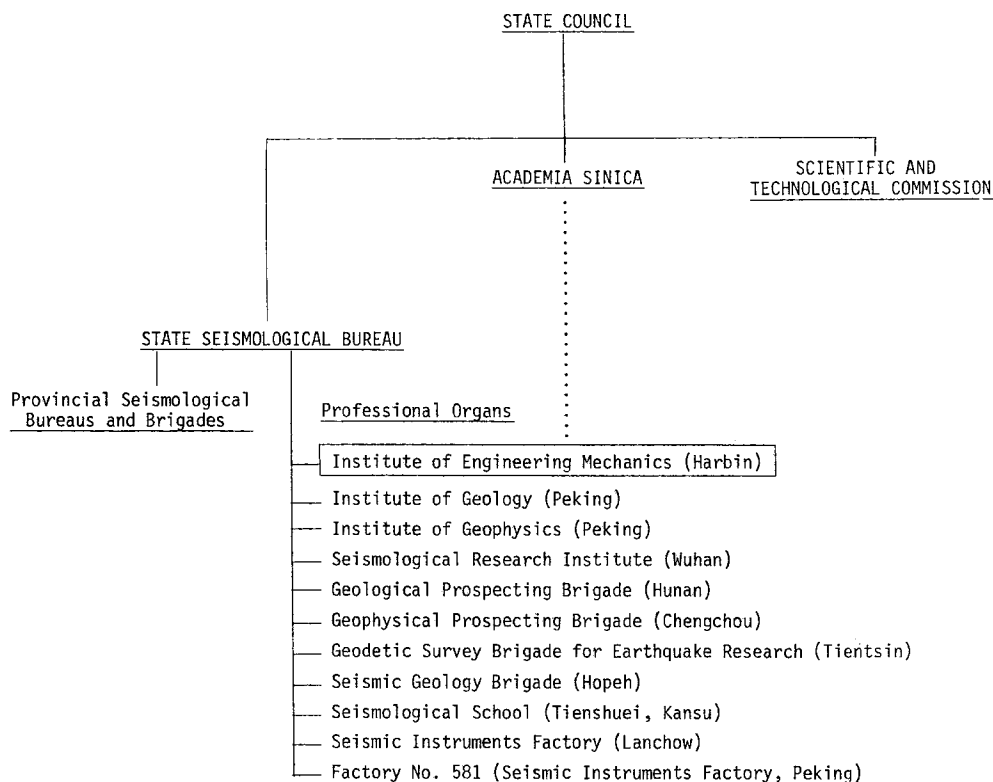 STATE COUNCIL
ACADEMIA SINICA
SCIENTIFIC AND
TECHNOLOGICAL COMMISSION
STATE SEISMOLOGICAL BUREAU
Provincial Seismological
Bureaus and Brigades
Professional Organs
Institute of Engineering Mechanics (Harbin)
Institute of Geology (Peking)
Institute of Geophysics (Peking)
Seismological Research Institute (Wuhan)
Geological Prospecting Brigade (Hunan)
Geophysical Prospecting Brigade (Chengchou)
Geodetic Survey Brigade for Earthquake Research (Tientsin)
Seismic Geology Brigade (Hopeh)
Seismological School (Tienshuei, Kansu)
Seismic Instruments Factory (Lanchow)
Factory No. 581 (Seismic Instruments Factory, Peking)